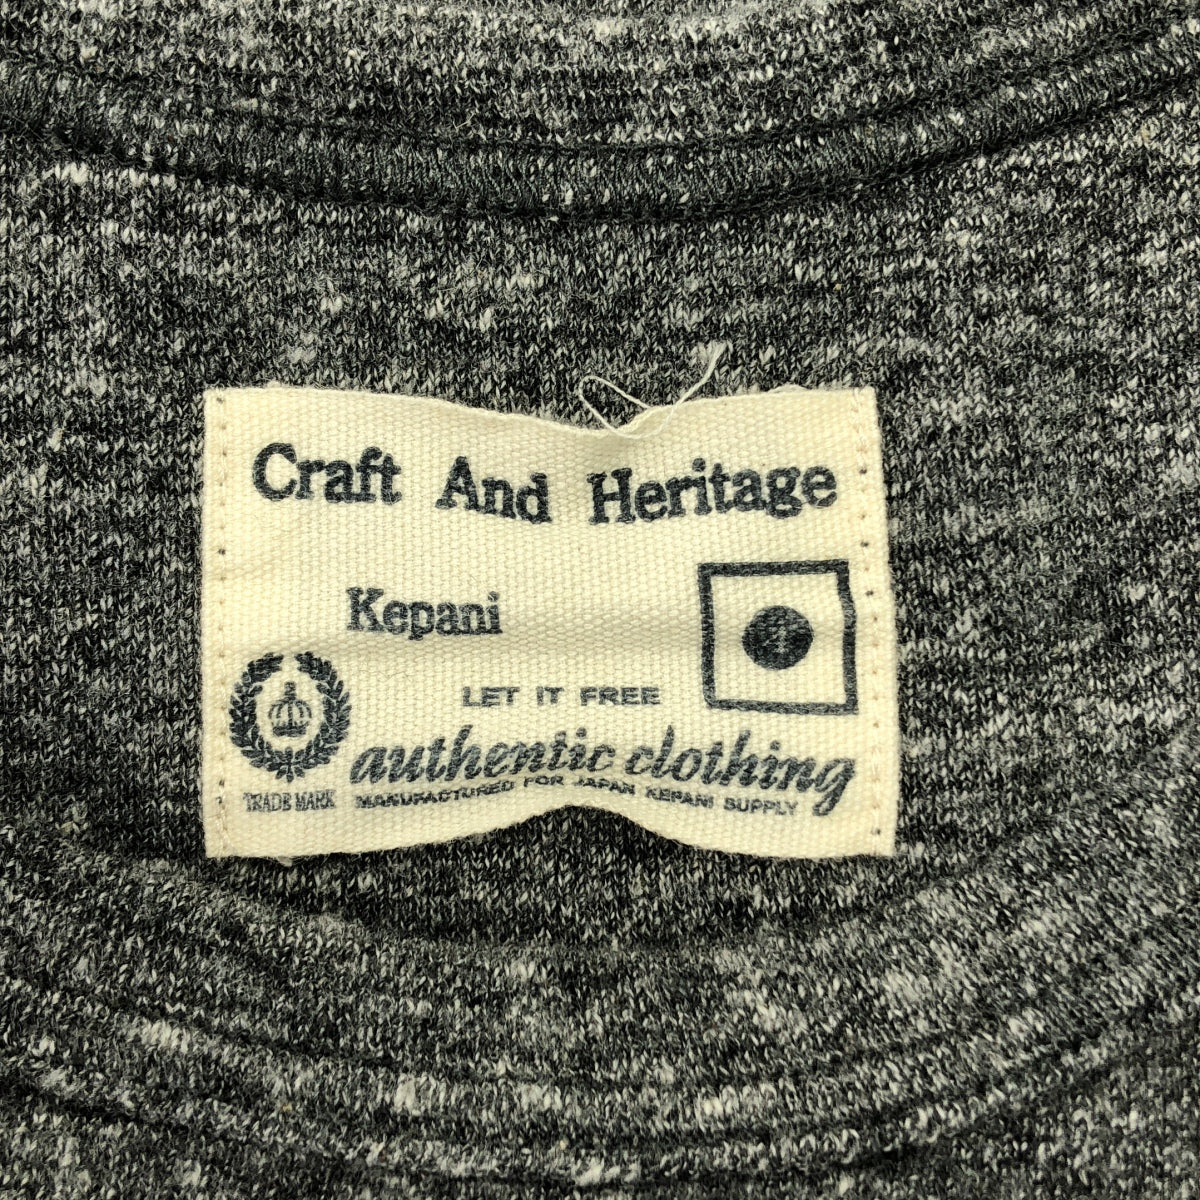 Craft And Heritage
Kepani
LET IT FREE
authentic clothing
TRADE MARK
MANUFACTURED FOR JAPAN KEPANI SUPPLY